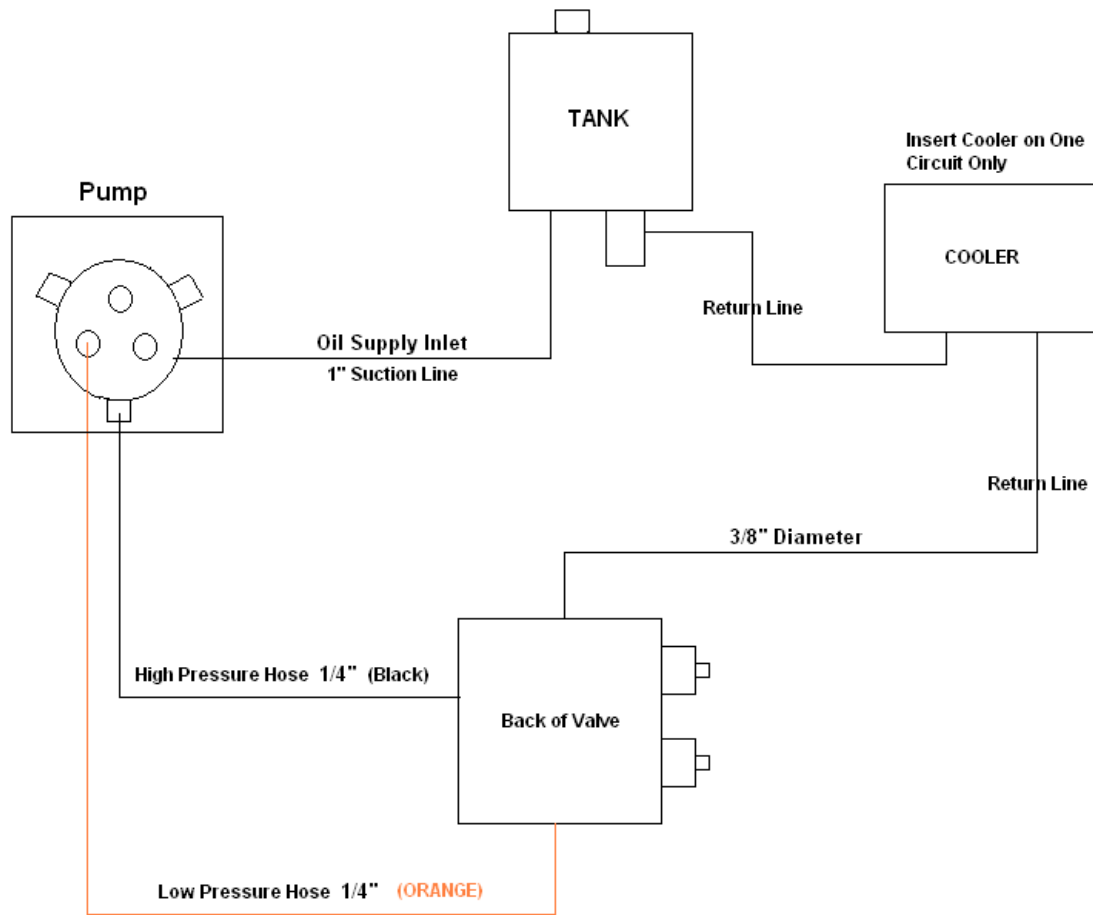 TANK
Insert Cooler on One
Circuit Only
Pump
COOLER
Return Line
Oil Supply Inlet
1" Suction Line
Return Line
3/8" Diameter
High Pressure Hose 1/4" (Black)
Back of Valve
Low Pressure Hose 1/4" (ORANGE)